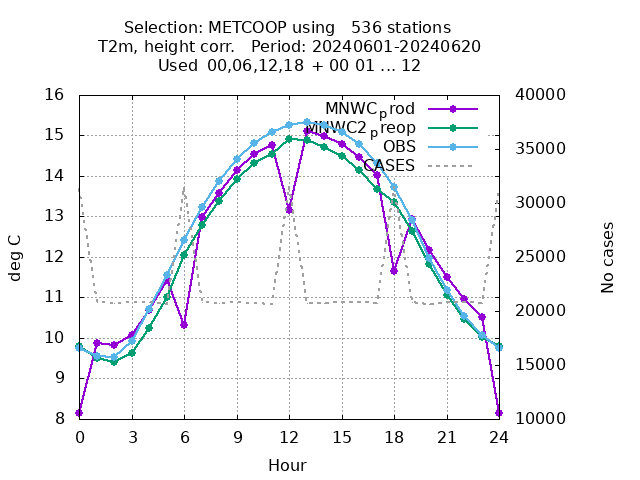 Selection: METCOOP using 536 stations
T2m, height corr. Period: 20240601-20240620
Used 00,06,12,18 + 00 01 ... 12
16
15
14
13
12
11
10
9
8
40000
35000
30000
25000
20000
15000
10000
deg C
No cases
MNWCprod
MNWC2preop
OBS
CASES
0 3 6 9 12 15 18 21 24
Hour